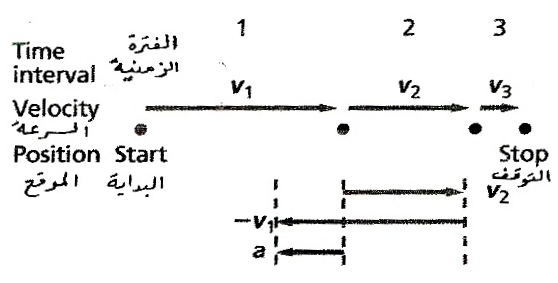 1 2 3
Time interval الفترة الزمنية
v₁ v₂ v₃
Velocity
السرعة
Position Start Stop
الموقع البداية التوقف
v₂
−v₁
a